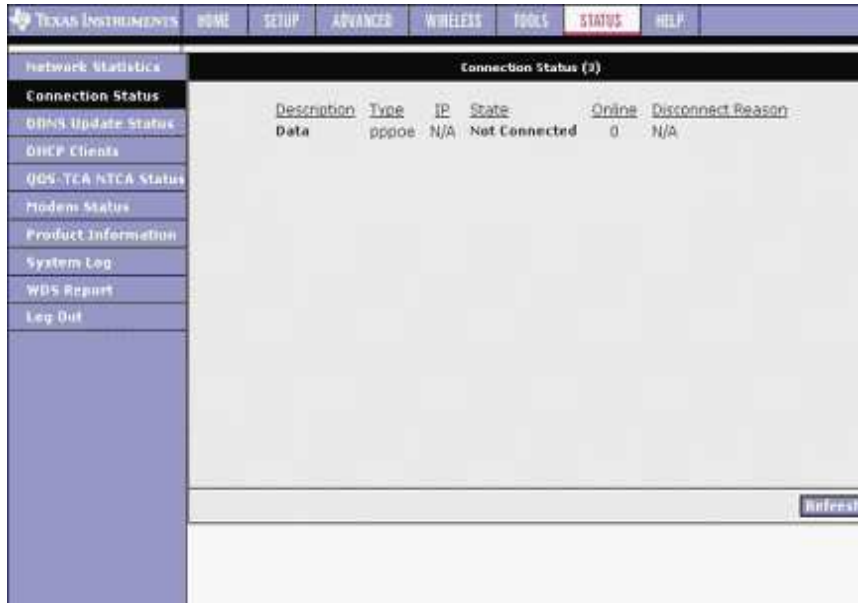 TEXAS INSTRUMENTS HOME SETUP ADVANCED WIRELESS TOOLS STATUS HELP
Network Statistics
Connection Status
DDNS Update Status
DHCP Clients
QOS-TCA NTCA Status
Modem Status
Product Information
System Log
WDS Report
Log Out
Connection Status (3)
Description Type IP State Online Disconnect Reason
Data pppoe N/A Not Connected 0 N/A
Refresh